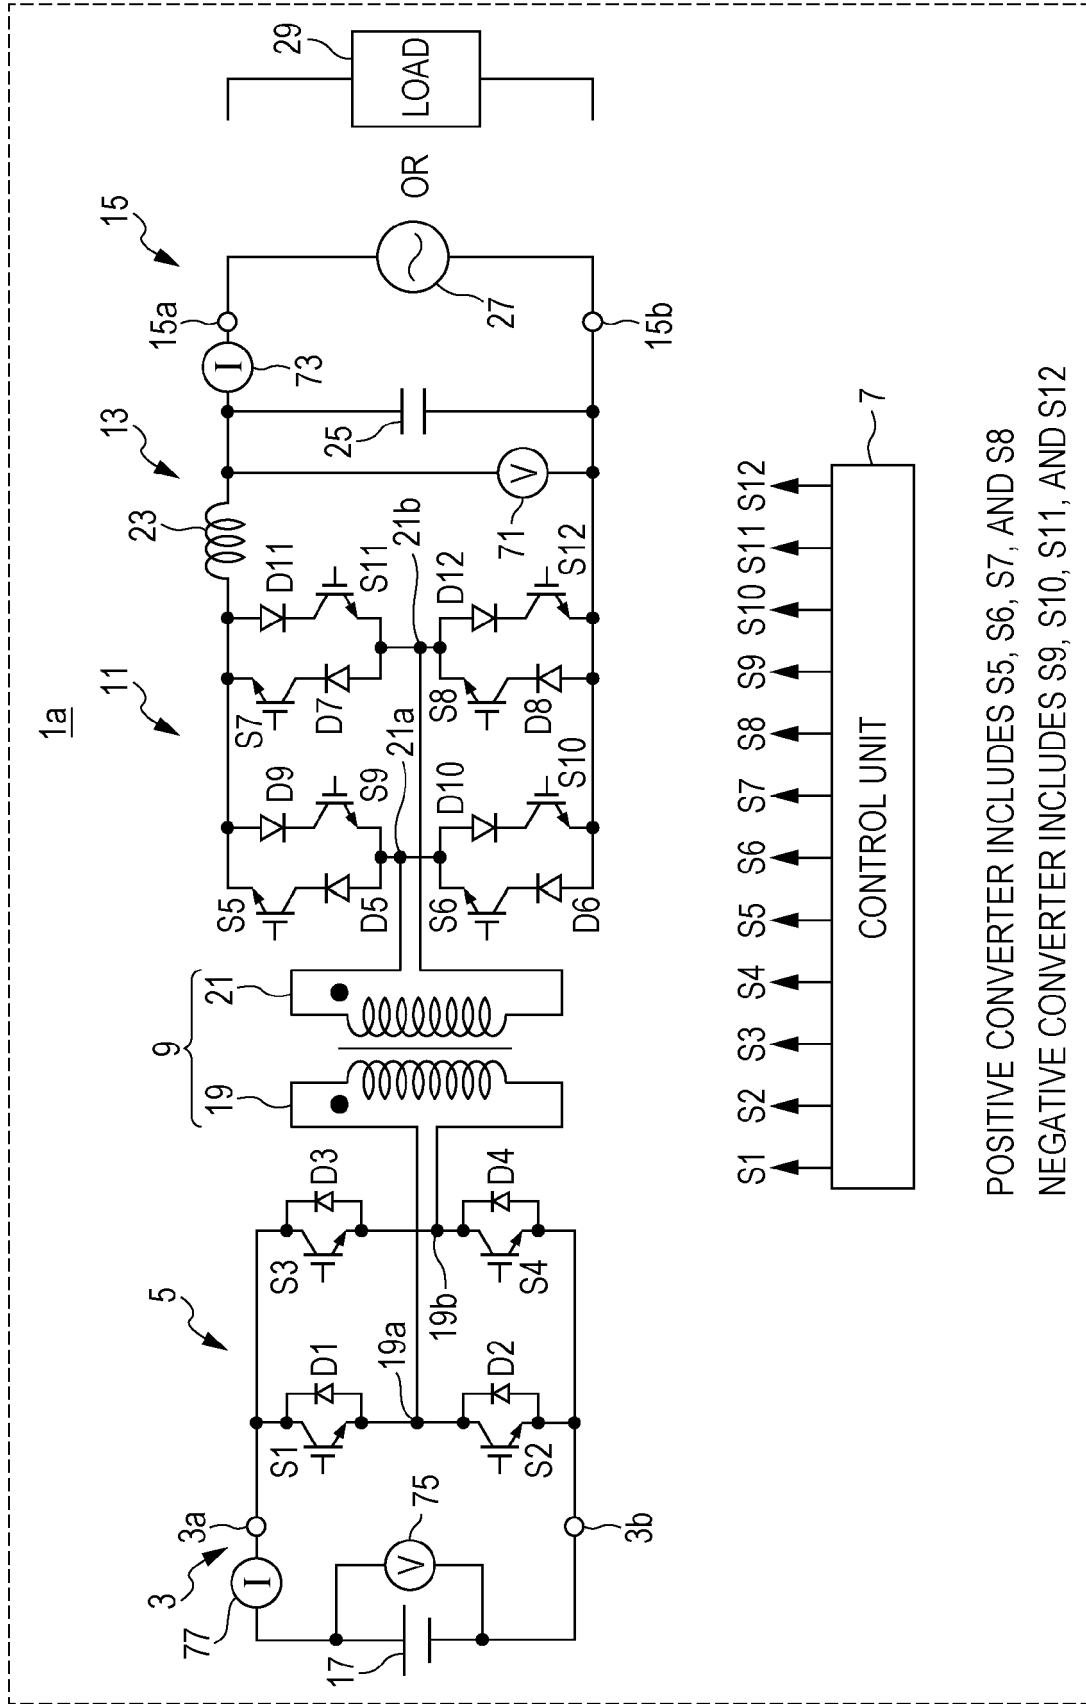 1a
3
3a
77
17
75
3b
5
S1
D1
S2
D2
19a
S3
D3
S4
D4
19b
9
19
21
11
S5
D5
D9
S9
21a
S6
D6
D10
S10
S7
D7
D11
S11
21b
S8
D8
D12
S12
13
23
V
71
25
I
73
15
15a
15b
27
OR
LOAD
29
I
V
S1 S2 S3 S4 S5 S6 S7 S8 S9 S10 S11 S12
CONTROL UNIT
7
POSITIVE CONVERTER INCLUDES S5, S6, S7, AND S8
NEGATIVE CONVERTER INCLUDES S9, S10, S11, AND S12